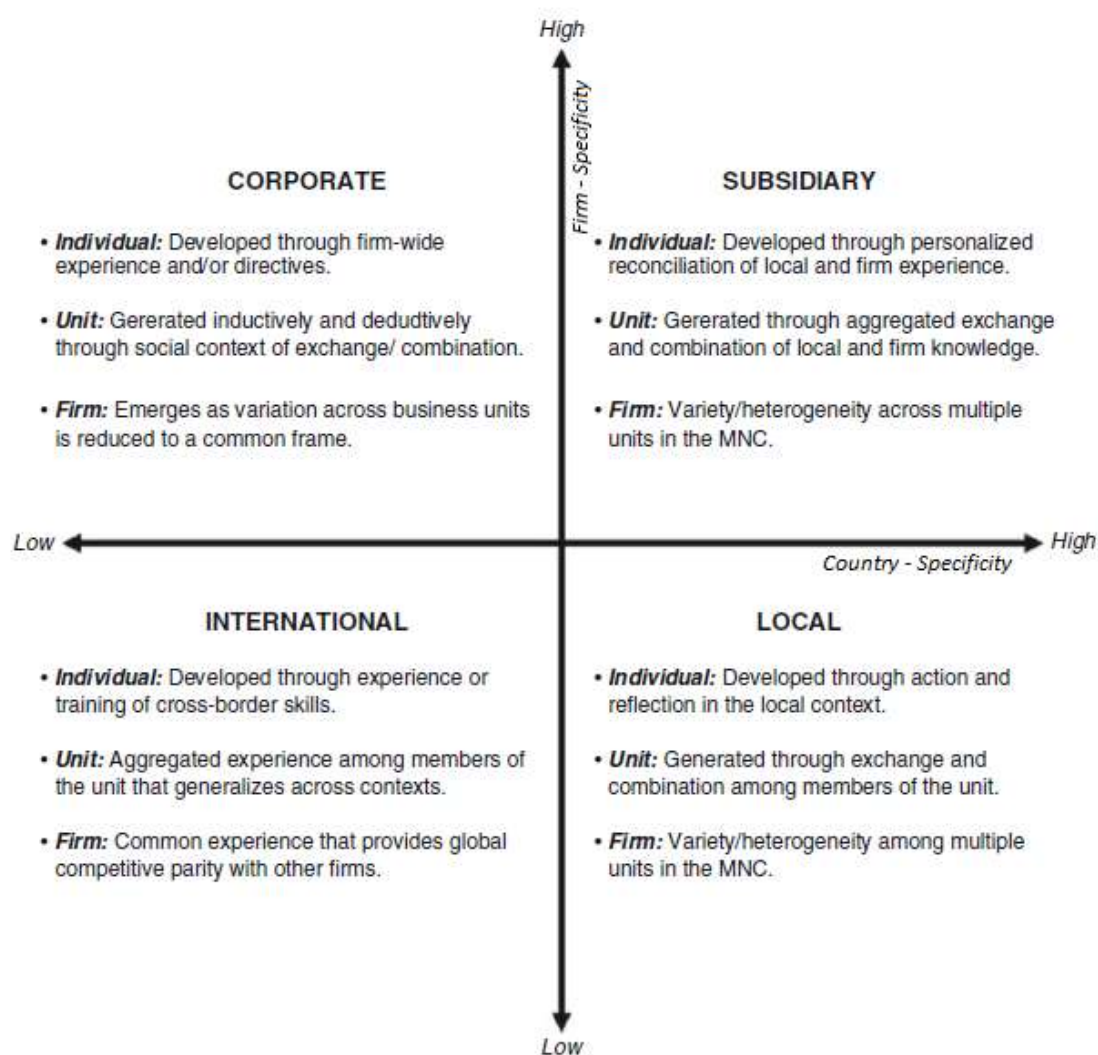 High
Firm - Specificity
CORPORATE
• Individual: Developed through firm-wide
experience and/or directives.
• Unit: Gererated inductively and dedudtively
through social context of exchange/ combination.
• Firm: Emerges as variation across business units
is reduced to a common frame.
SUBSIDIARY
• Individual: Developed through personalized
reconciliation of local and firm experience.
• Unit: Gererated through aggregated exchange
and combination of local and firm knowledge.
• Firm: Variety/heterogeneity across multiple
units in the MNC.
Low
High
Country - Specificity
INTERNATIONAL
• Individual: Developed through experience or
training of cross-border skills.
• Unit: Aggregated experience among members of
the unit that generalizes across contexts.
• Firm: Common experience that provides global
competitive parity with other firms.
LOCAL
• Individual: Developed through action and
reflection in the local context.
• Unit: Generated through exchange and
combination among members of the unit.
• Firm: Variety/heterogeneity among multiple
units in the MNC.
Low